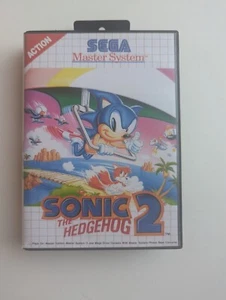 ACTION
SEGA
Master System
SONIC
THE
HEDGEHOG 2